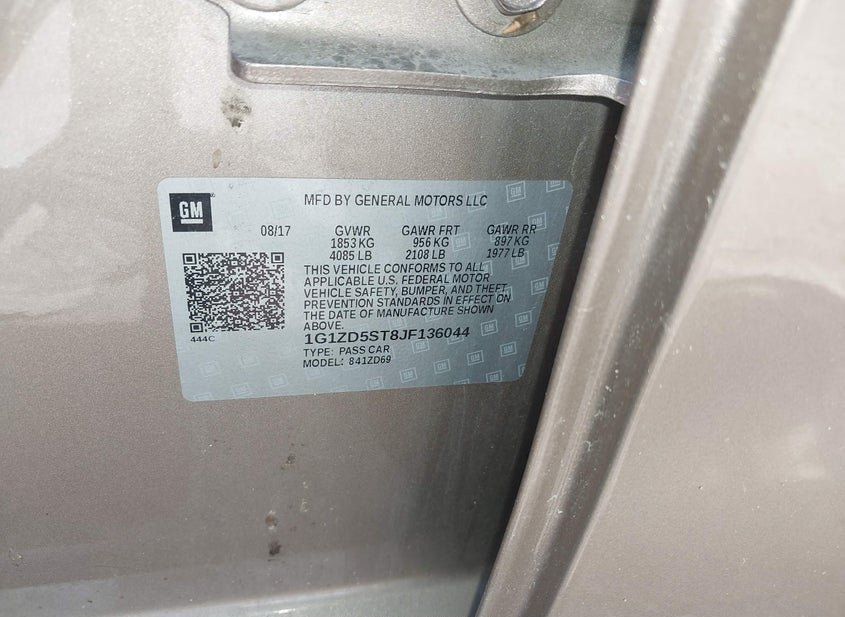 GM
MFD BY GENERAL MOTORS LLC
08/17 GVWR GAWR FRT GAWR RR
1853 KG 956 KG 897 KG
4085 LB 2108 LB 1977 LB
THIS VEHICLE CONFORMS TO ALL
APPLICABLE U.S. FEDERAL MOTOR
VEHICLE SAFETY, BUMPER, AND THEFT
PREVENTION STANDARDS IN EFFECT ON
THE DATE OF MANUFACTURE SHOWN
ABOVE.
444C
1G1ZD5ST8JF136044
TYPE: PASS CAR
MODEL: 841ZD69